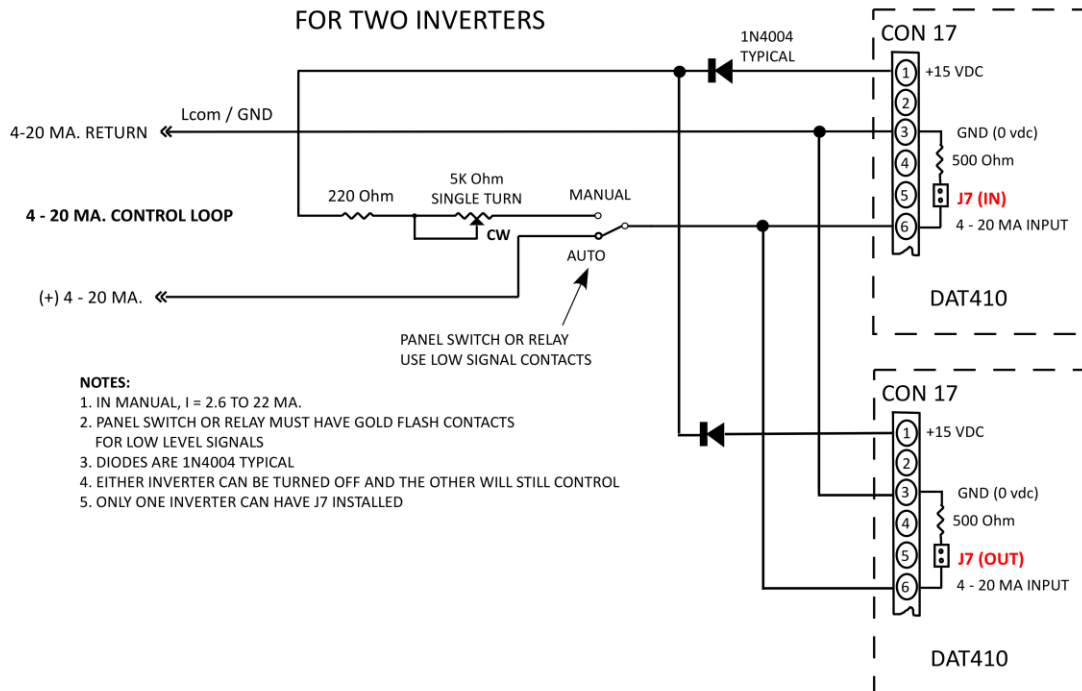 FOR TWO INVERTERS
1N4004
TYPICAL
CON 17
1
+15 VDC
2
Lcom / GND
4-20 MA. RETURN
3
GND (0 vdc)
500 Ohm
4
220 Ohm
5K Ohm
SINGLE TURN
MANUAL
5
J7 (IN)
4 - 20 MA. CONTROL LOOP
CW
6
4 - 20 MA INPUT
AUTO
(+) 4 - 20 MA.
DAT410
PANEL SWITCH OR RELAY
USE LOW SIGNAL CONTACTS
NOTES:
1. IN MANUAL, I = 2.6 TO 22 MA.
2. PANEL SWITCH OR RELAY MUST HAVE GOLD FLASH CONTACTS
FOR LOW LEVEL SIGNALS
3. DIODES ARE 1N4004 TYPICAL
4. EITHER INVERTER CAN BE TURNED OFF AND THE OTHER WILL STILL CONTROL
5. ONLY ONE INVERTER CAN HAVE J7 INSTALLED
CON 17
1
+15 VDC
2
3
GND (0 vdc)
4
500 Ohm
5
J7 (OUT)
6
4 - 20 MA INPUT
DAT410